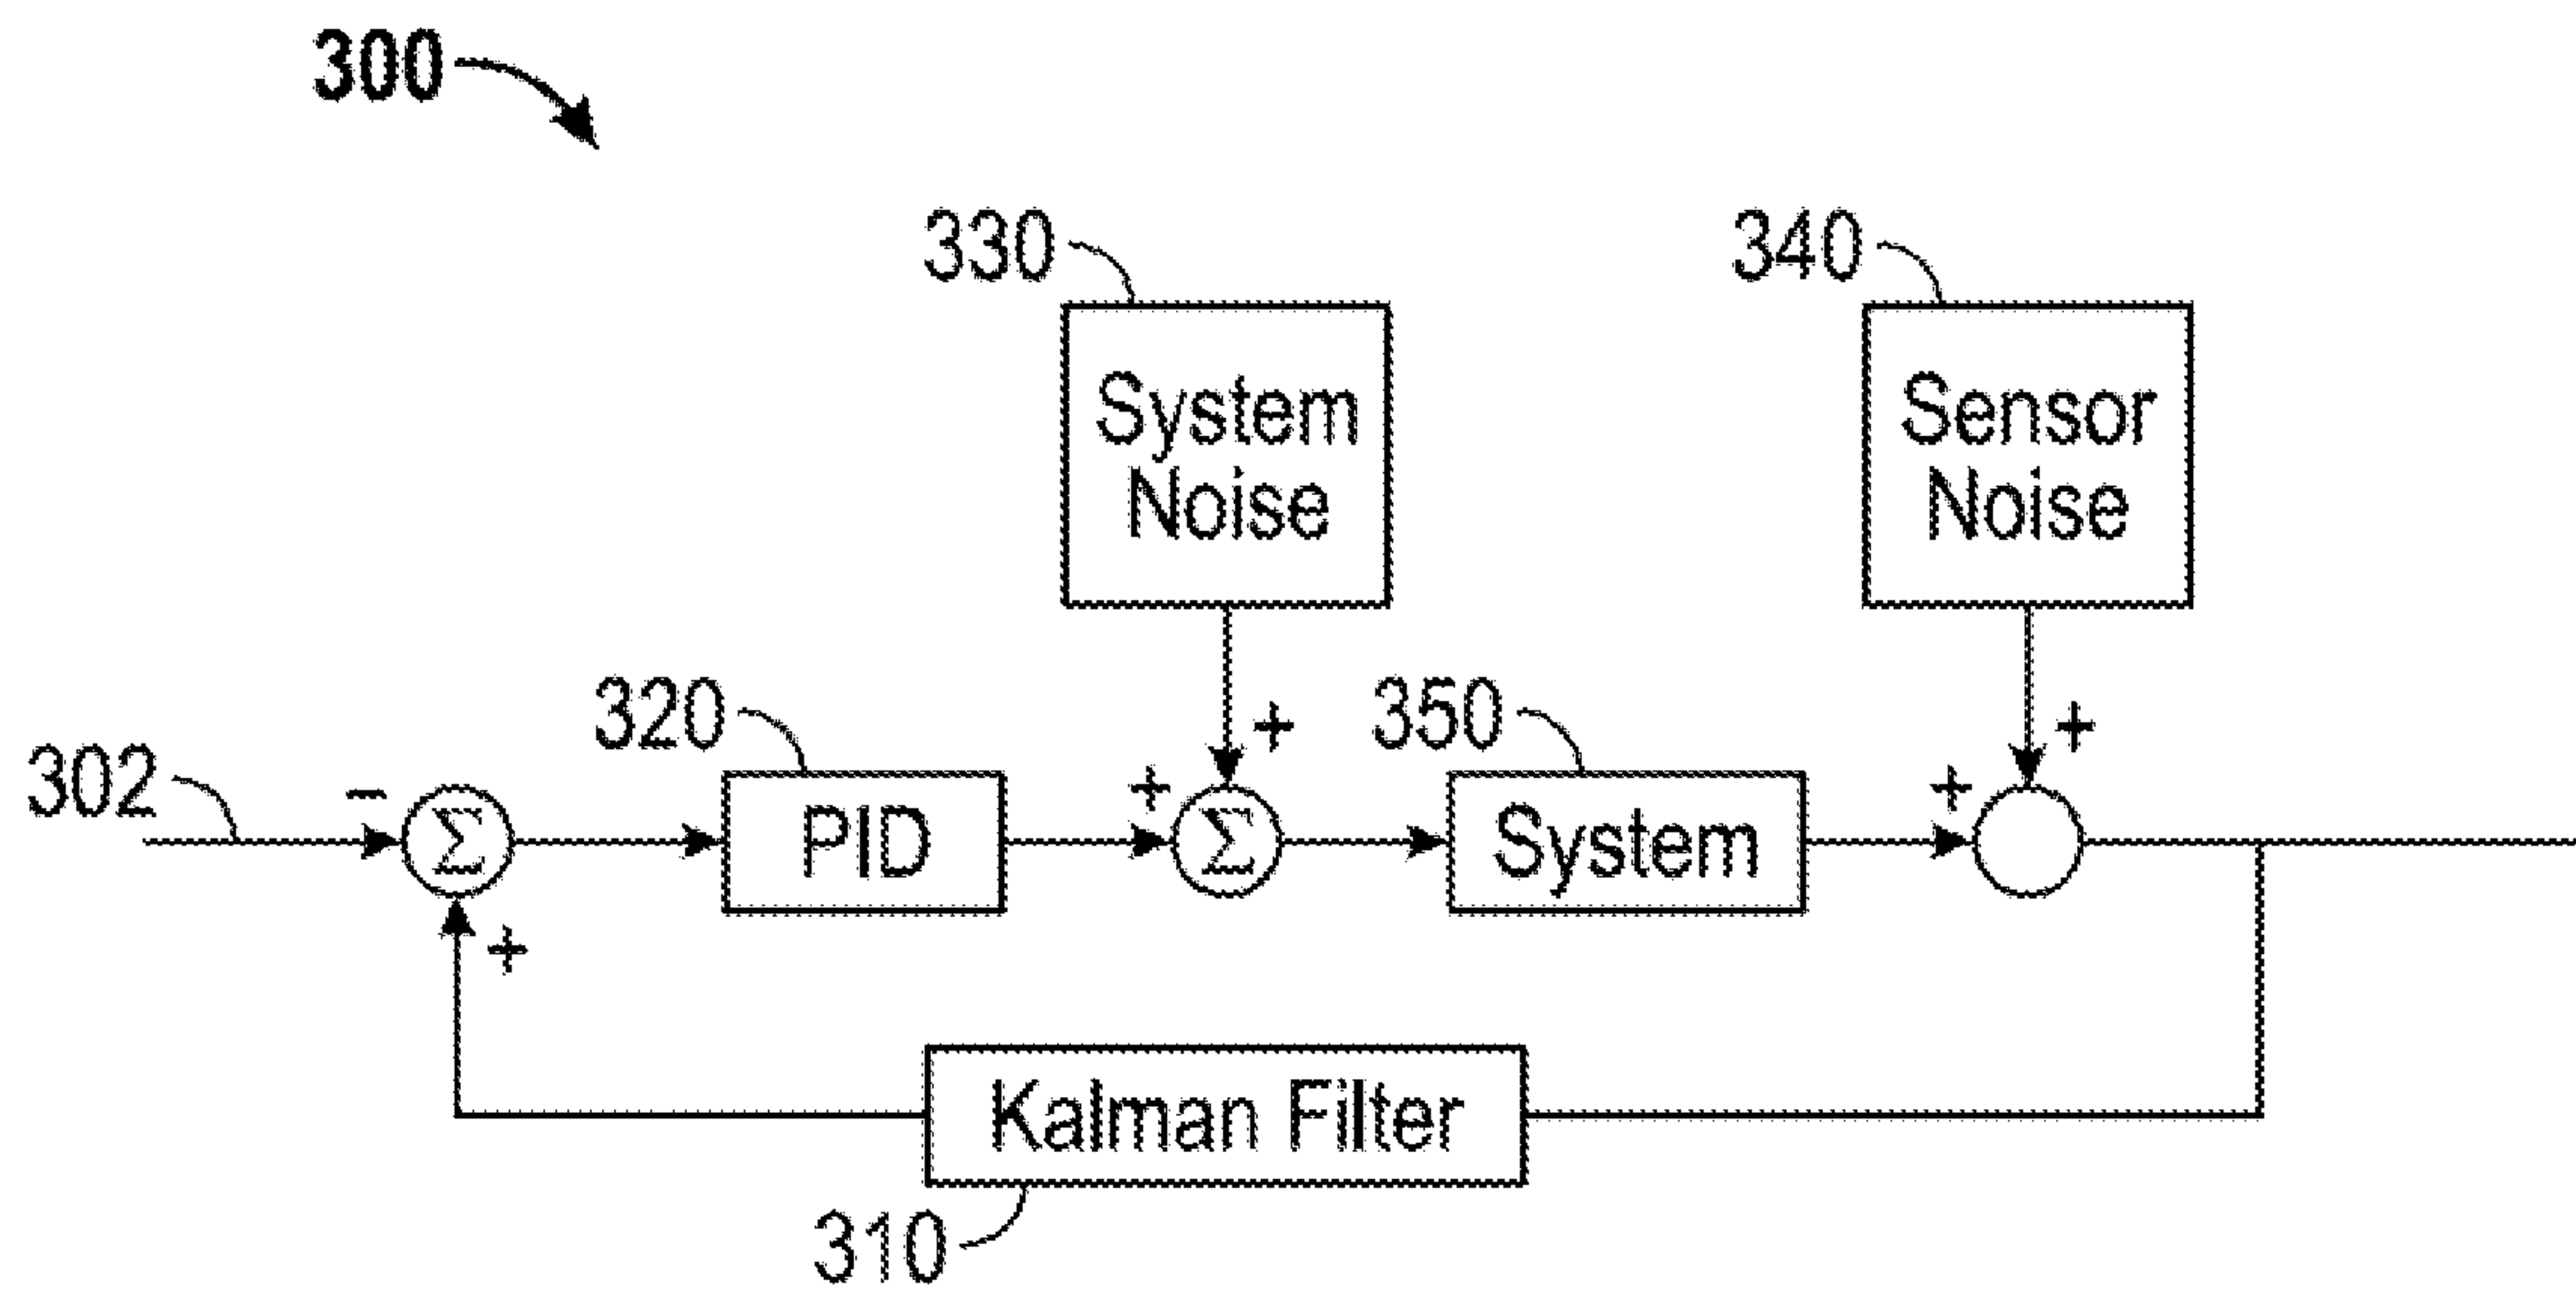 300
330
340
System
Noise
Sensor
Noise
320
+
350
+
302
−
Σ
PID
+
Σ
System
+
+
Kalman Filter
310